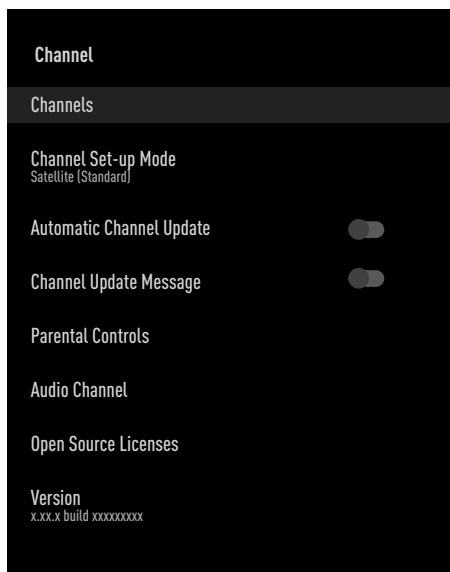 Channel
Channels
Channel Set-up Mode
Satellite (Standard)
Automatic Channel Update
Channel Update Message
Parental Controls
Audio Channel
Open Source Licenses
Version
x.xx.x build xxxxxxxxx